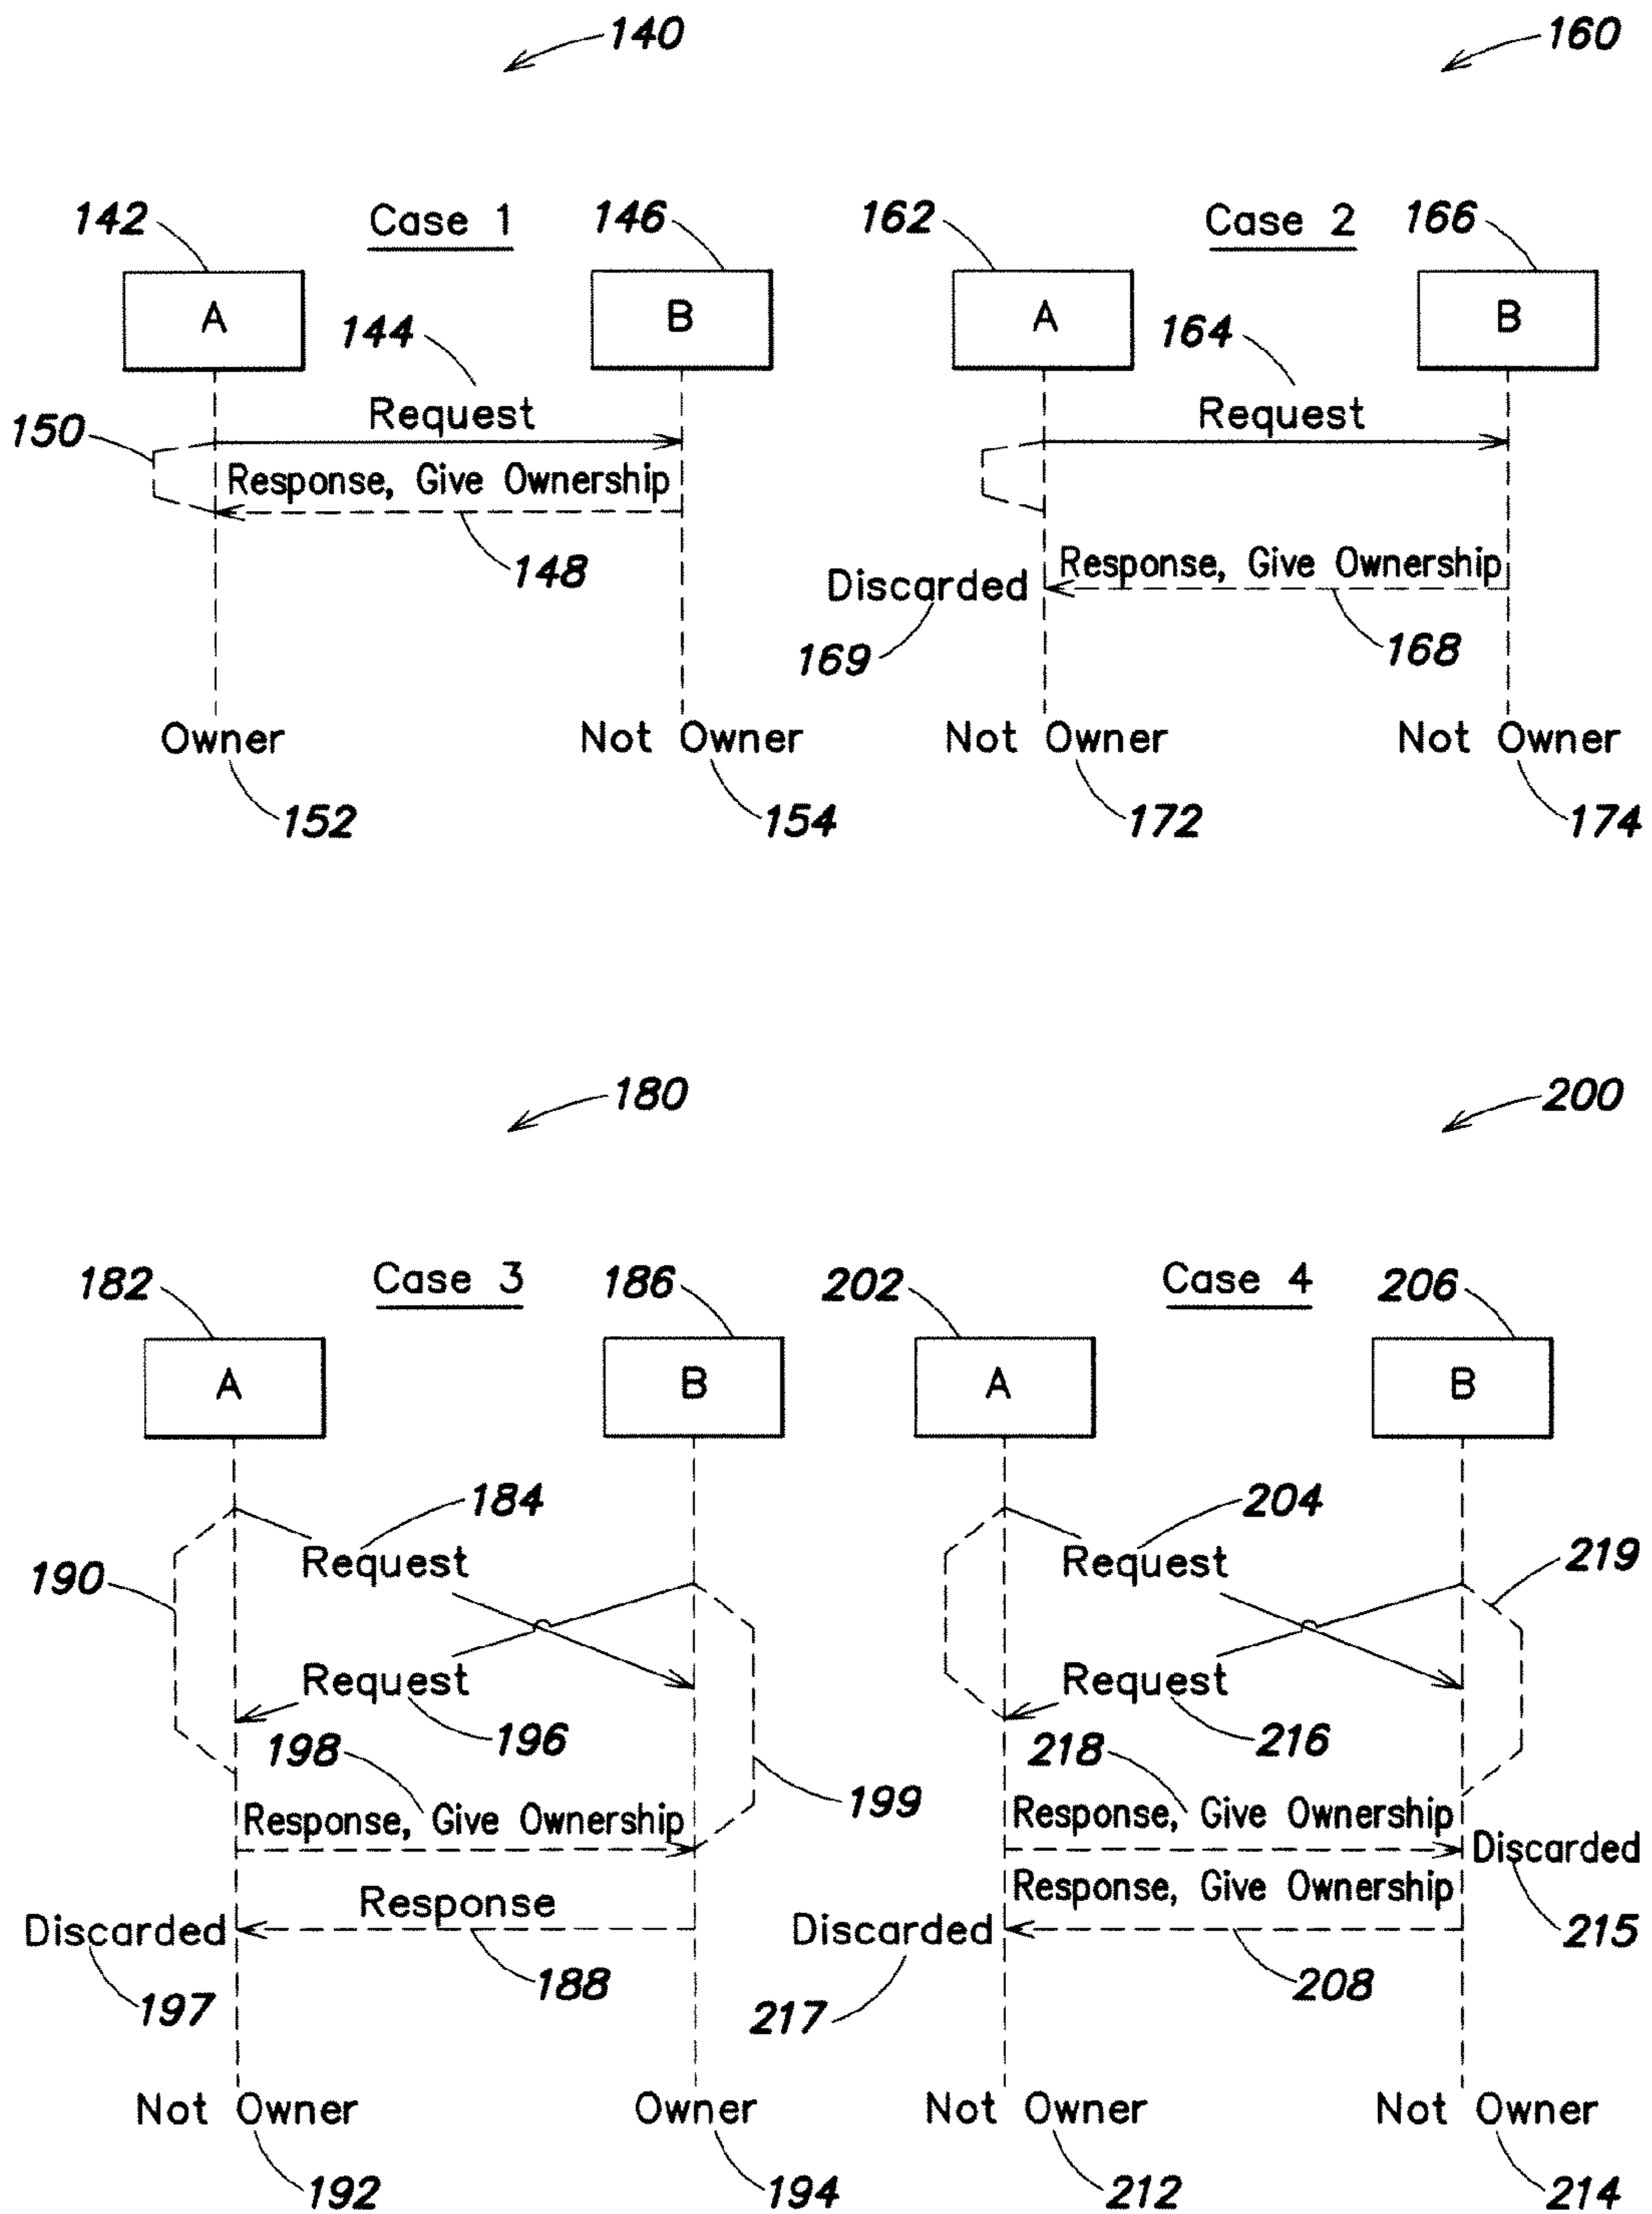 140
160
142 Case 1 146 162 Case 2 166
A B A B
144 164
Request Request
150
Response, Give Ownership
148 Response, Give Ownership
Discarded
169 168
Owner Not Owner Not Owner Not Owner
152 154 172 174
180 200
182 Case 3 186 202 Case 4 206
A B A B
184 204
Request Request
190 219
Request Request
198 196 218 216
199
Response, Give Ownership Response, Give Ownership
Discarded
Response Response, Give Ownership
Discarded Discarded 215
197 188 217 208
Not Owner Owner Not Owner Not Owner
192 194 212 214